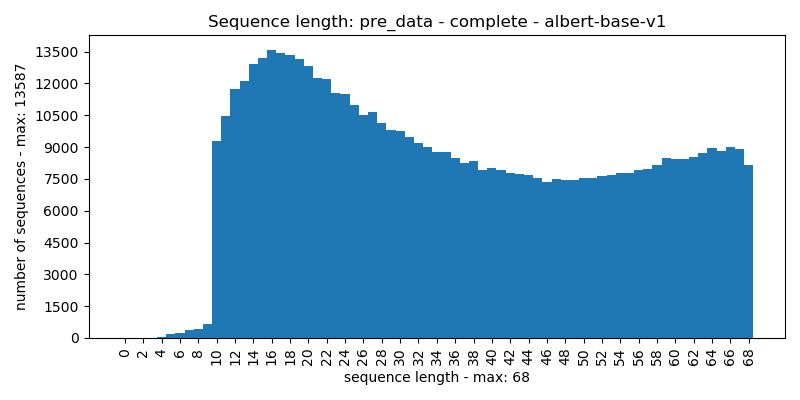 Sequence length: pre_data - complete - albert-base-v1
number of sequences - max: 13587
13500
12000
10500
9000
7500
6000
4500
3000
1500
0
0 2 4 6 8 10 12 14 16 18 20 22 24 26 28 30 32 34 36 38 40 42 44 46 48 50 52 54 56 58 60 62 64 66 68
sequence length - max: 68